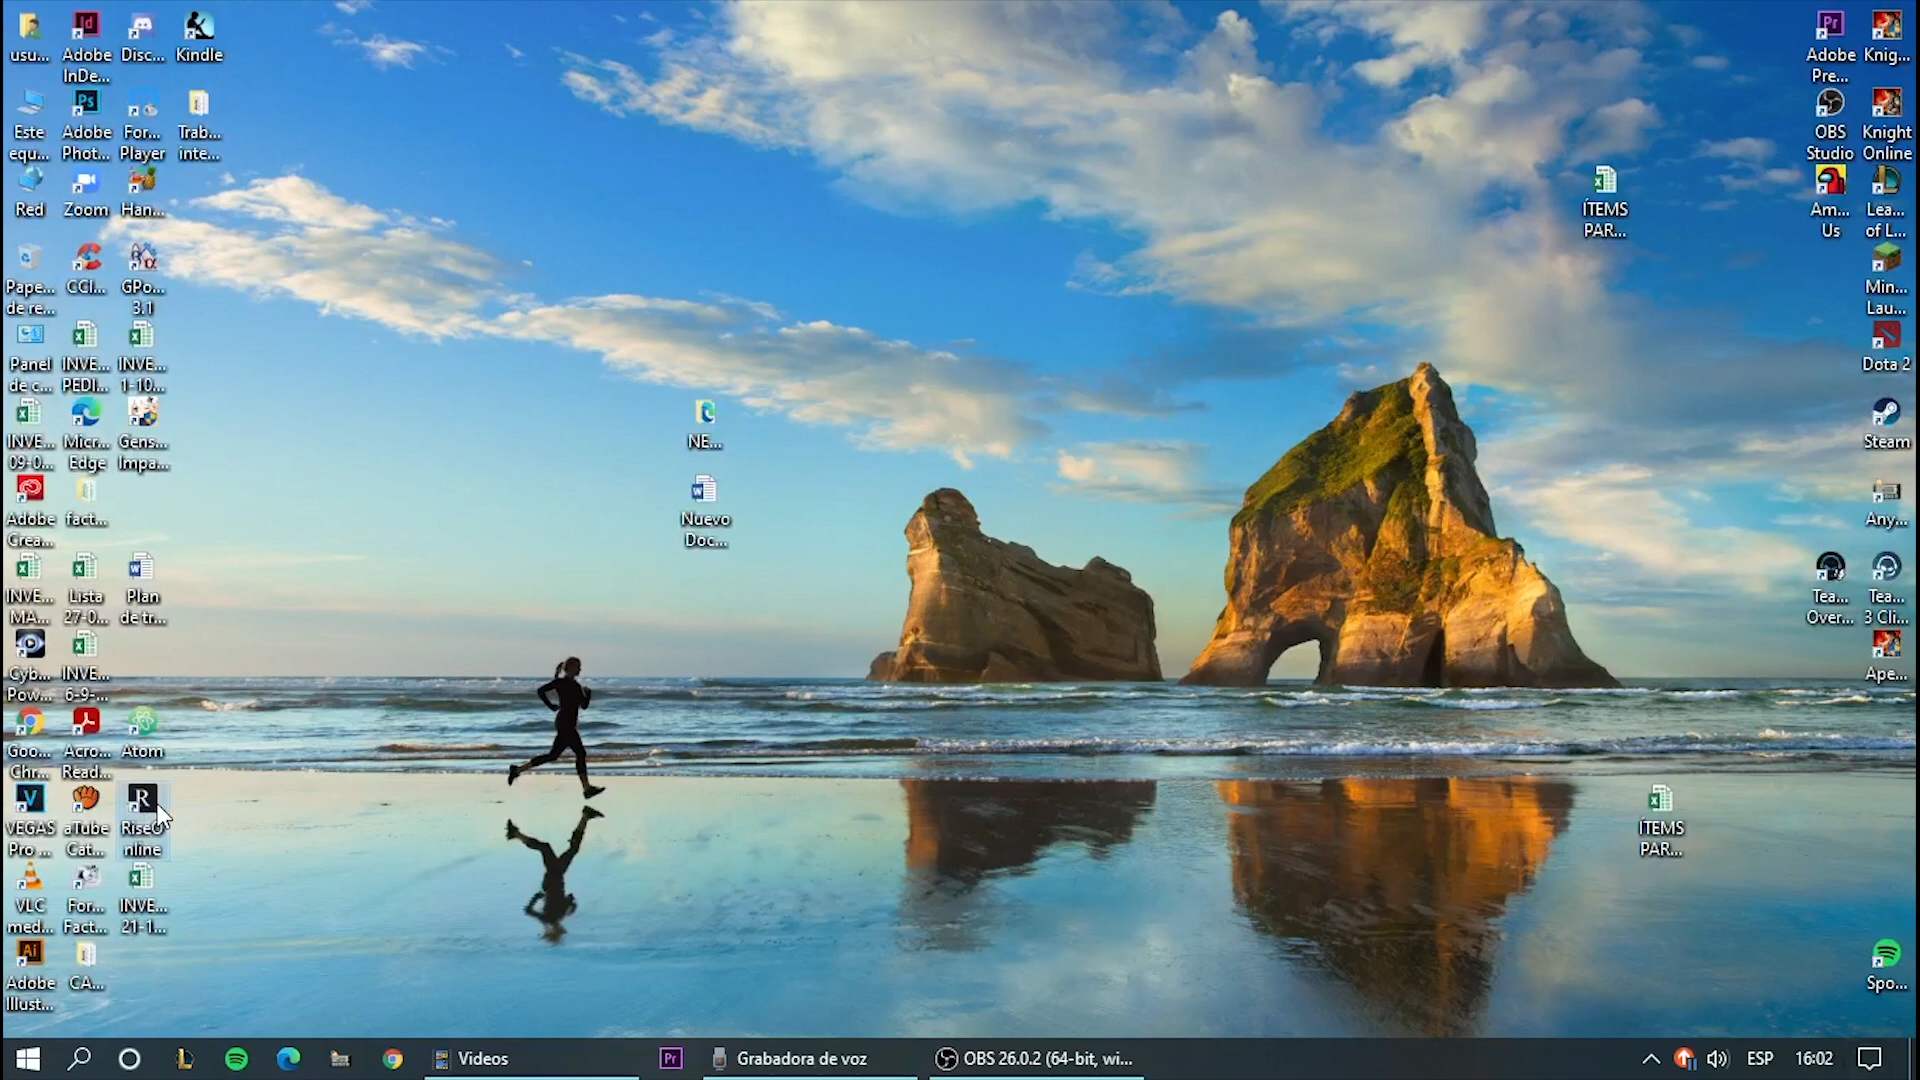 usu...
Adobe
InDe...
Disc...
Kindle
Este
equ...
Adobe
Phot...
For...
Player
Trab...
inte...
Red
Zoom
Han...
Pape...
de re...
CCl...
GPo...
3.1
Panel
de c...
INVE...
PEDI...
INVE...
1-10...
INVE...
09-0...
Micr...
Edge
Gens...
Impa...
Adobe
Crea...
fact...
INVE...
MA...
Lista
27-0...
Plan
de tr...
Cyb...
Pow...
INVE...
6-9-...
Goo...
Chr...
Acro...
Read...
Atom
VEGAS
Pro ...
aTube
Cat...
RiseO
nline
VLC
med...
For...
Fact...
INVE...
21-1...
Adobe
Illust...
CA...
NE...
Nuevo
Doc...
ÍTEMS
PAR...
ÍTEMS
PAR...
Adobe
Pre...
Knig...
OBS
Studio
Knight
Online
Am...
Us
Lea...
of L...
Min...
Lau...
Dota 2
Steam
Any...
Tea...
Over...
Tea...
3 Cli...
Ape...
Spo...
Videos
Pr
Grabadora de voz
OBS 26.0.2 (64-bit, wi...
ESP
16:02